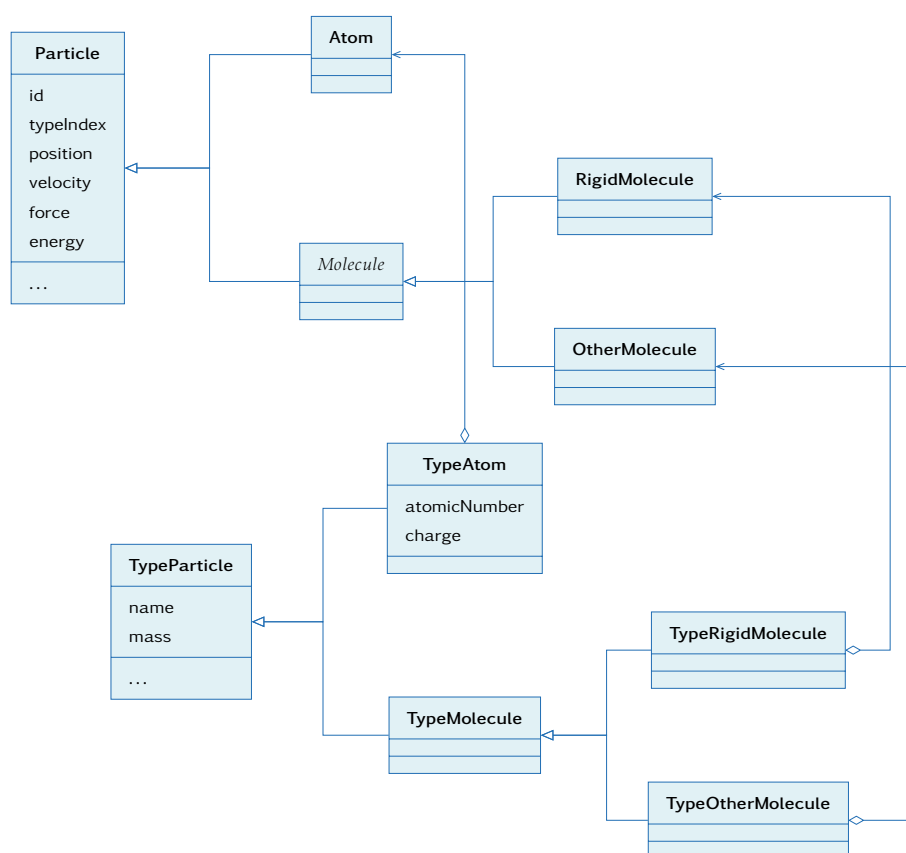 Particle
id
typeIndex
position
velocity
force
energy
...
Atom
Molecule
RigidMolecule
OtherMolecule
TypeAtom
atomicNumber
charge
TypeParticle
name
mass
...
TypeMolecule
TypeRigidMolecule
TypeOtherMolecule